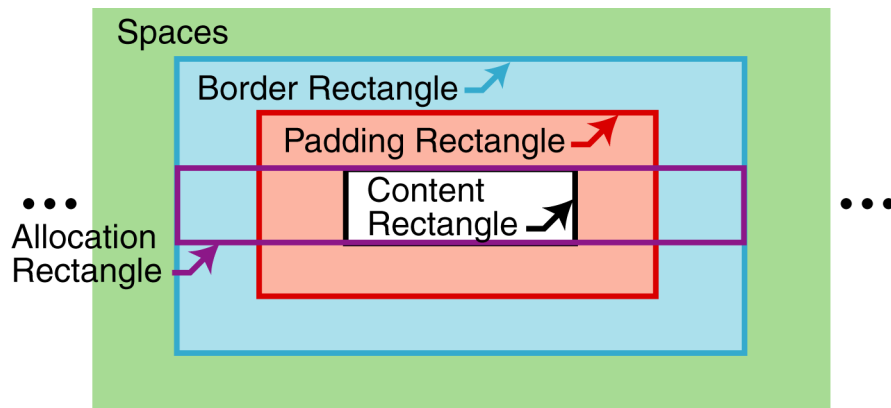 Spaces
Border Rectangle
Padding Rectangle
Content
Rectangle
Allocation
Rectangle